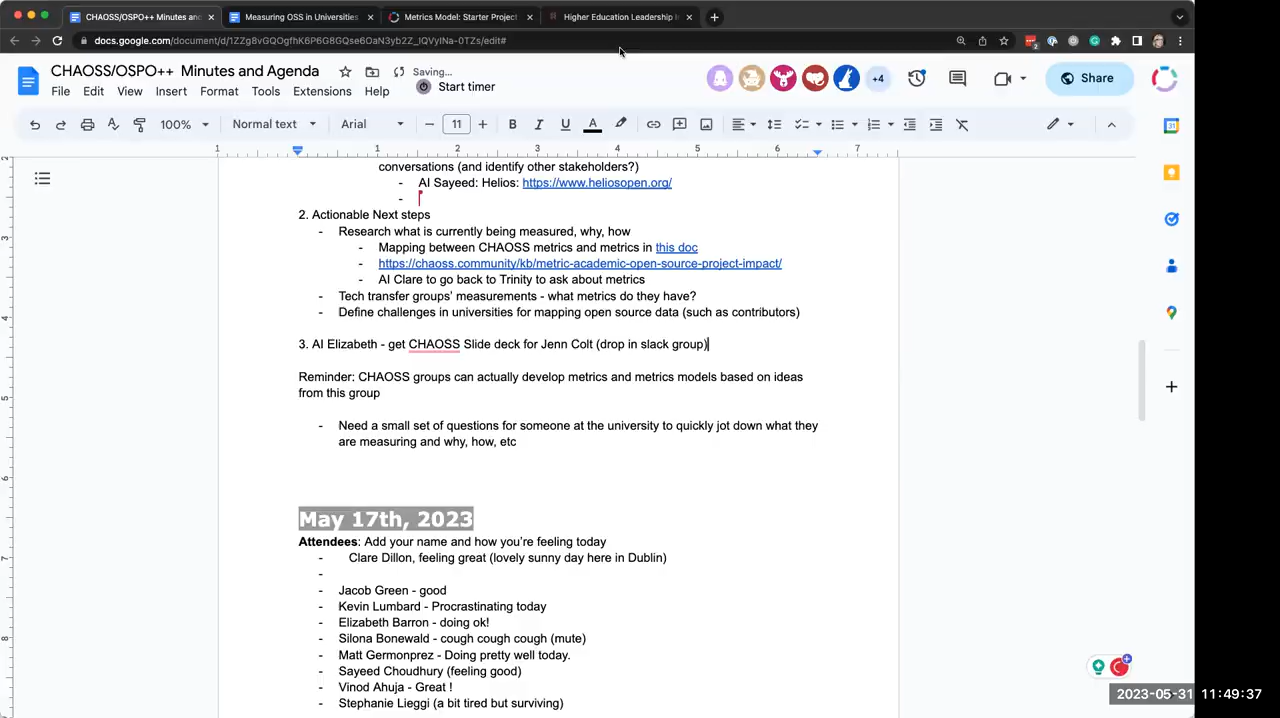 CHAOSS/OSPO++ Minutes and
Measuring OSS in Universities
Metrics Model: Starter Project
Higher Education Leadership I
docs.google.com/document/d/1ZZg8vGQOgfhK6P6G8GQse6OaN3yb2Z_IQVyINa-0TZs/edit#
CHAOSS/OSPO++ Minutes and Agenda
Saving...
Start timer
File Edit View Insert Format Tools Extensions Help
+4
Share
100% Normal text Arial 11
1 1 2 3 4 5 6 7
conversations (and identify other stakeholders?)
- AI Sayeed: Helios: https://www.heliosopen.org/
-
2. Actionable Next steps
- Research what is currently being measured, why, how
- Mapping between CHAOSS metrics and metrics in this doc
- https://chaoss.community/kb/metric-academic-open-source-project-impact/
- AI Clare to go back to Trinity to ask about metrics
- Tech transfer groups' measurements - what metrics do they have?
- Define challenges in universities for mapping open source data (such as contributors)
3. AI Elizabeth - get CHAOSS Slide deck for Jenn Colt (drop in slack group)
Reminder: CHAOSS groups can actually develop metrics and metrics models based on ideas
from this group
- Need a small set of questions for someone at the university to quickly jot down what they
are measuring and why, how, etc
May 17th, 2023
Attendees: Add your name and how you're feeling today
- Clare Dillon, feeling great (lovely sunny day here in Dublin)
-
- Jacob Green - good
- Kevin Lumbard - Procrastinating today
- Elizabeth Barron - doing ok!
- Silona Bonewald - cough cough cough (mute)
- Matt Germonprez - Doing pretty well today.
- Sayeed Choudhury (feeling good)
- Vinod Ahuja - Great !
- Stephanie Lieggi (a bit tired but surviving)
2023-05-31 11:49:37